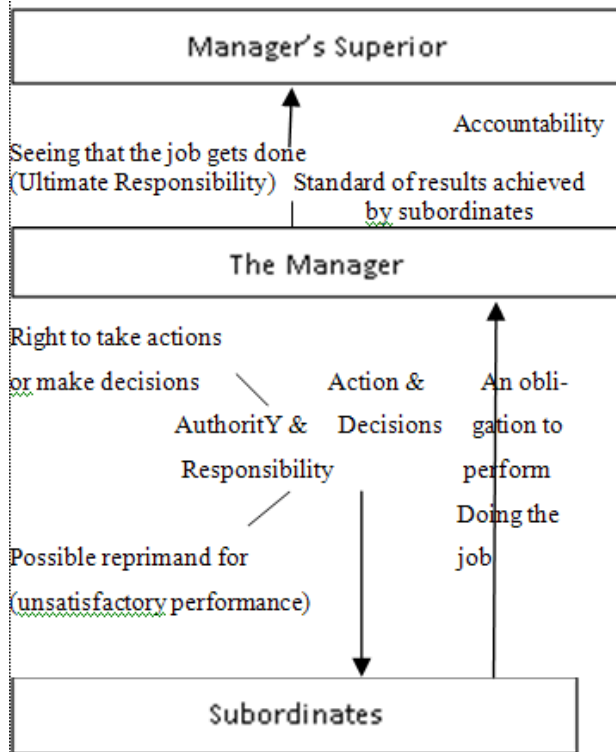 Manager's Superior
Accountability
Seeing that the job gets done
(Ultimate Responsibility) Standard of results achieved
by subordinates
The Manager
Right to take actions
or make decisions Action & An obli-
AuthoritY & Decisions gation to
Responsibility perform
Doing the
Possible reprimand for job
(unsatisfactory performance)
Subordinates